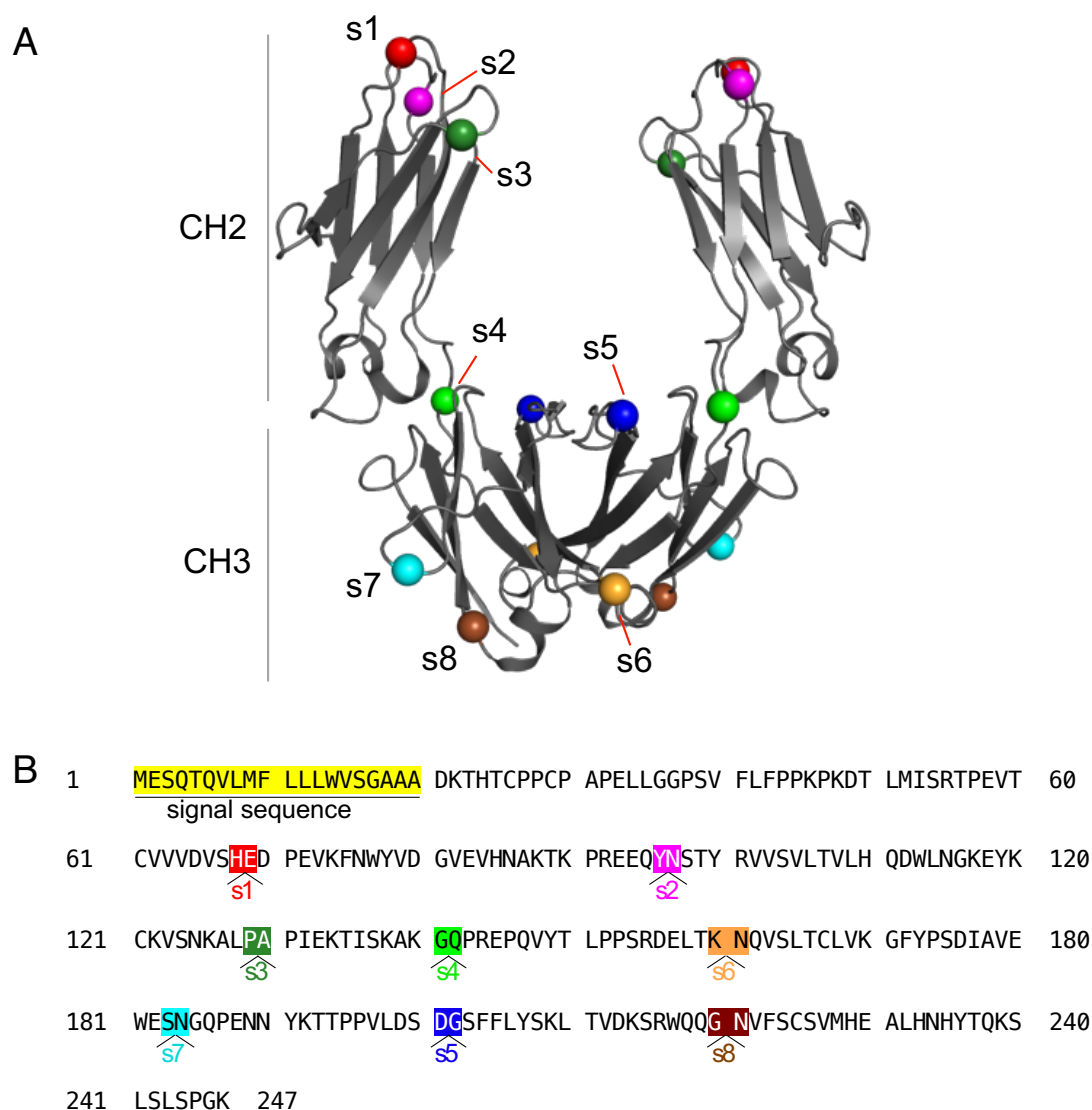 A
s1
s2
s3
CH2
s4
s5
CH3
s7
s8
s6
B
1 MESQTQVLMF LLLWVSGAAA DKTHTCPPCP APELLGGPSV FLFPPKPKDT LMISRTPEVT 60
signal sequence
61 CVVVDVSHED PEVKFNWYVD GVEVHNAKTK PREEQYNSTY RVVSVLTVLH QDWLNGKEYK 120
s1 s2
121 CKVSNKALPA PIEKTISKAK GQPREPQVYT LPPSRDELTK NQVSLTCLVK GFYPSDIAVE 180
s3 s4 s6
181 WESNGQPENN YKTTPPVLDS DGSFFLYSKL TVDKSRWQQG NVFSCSVMHE ALHNHYTQKS 240
s7 s5 s8
241 LSLSPGK 247